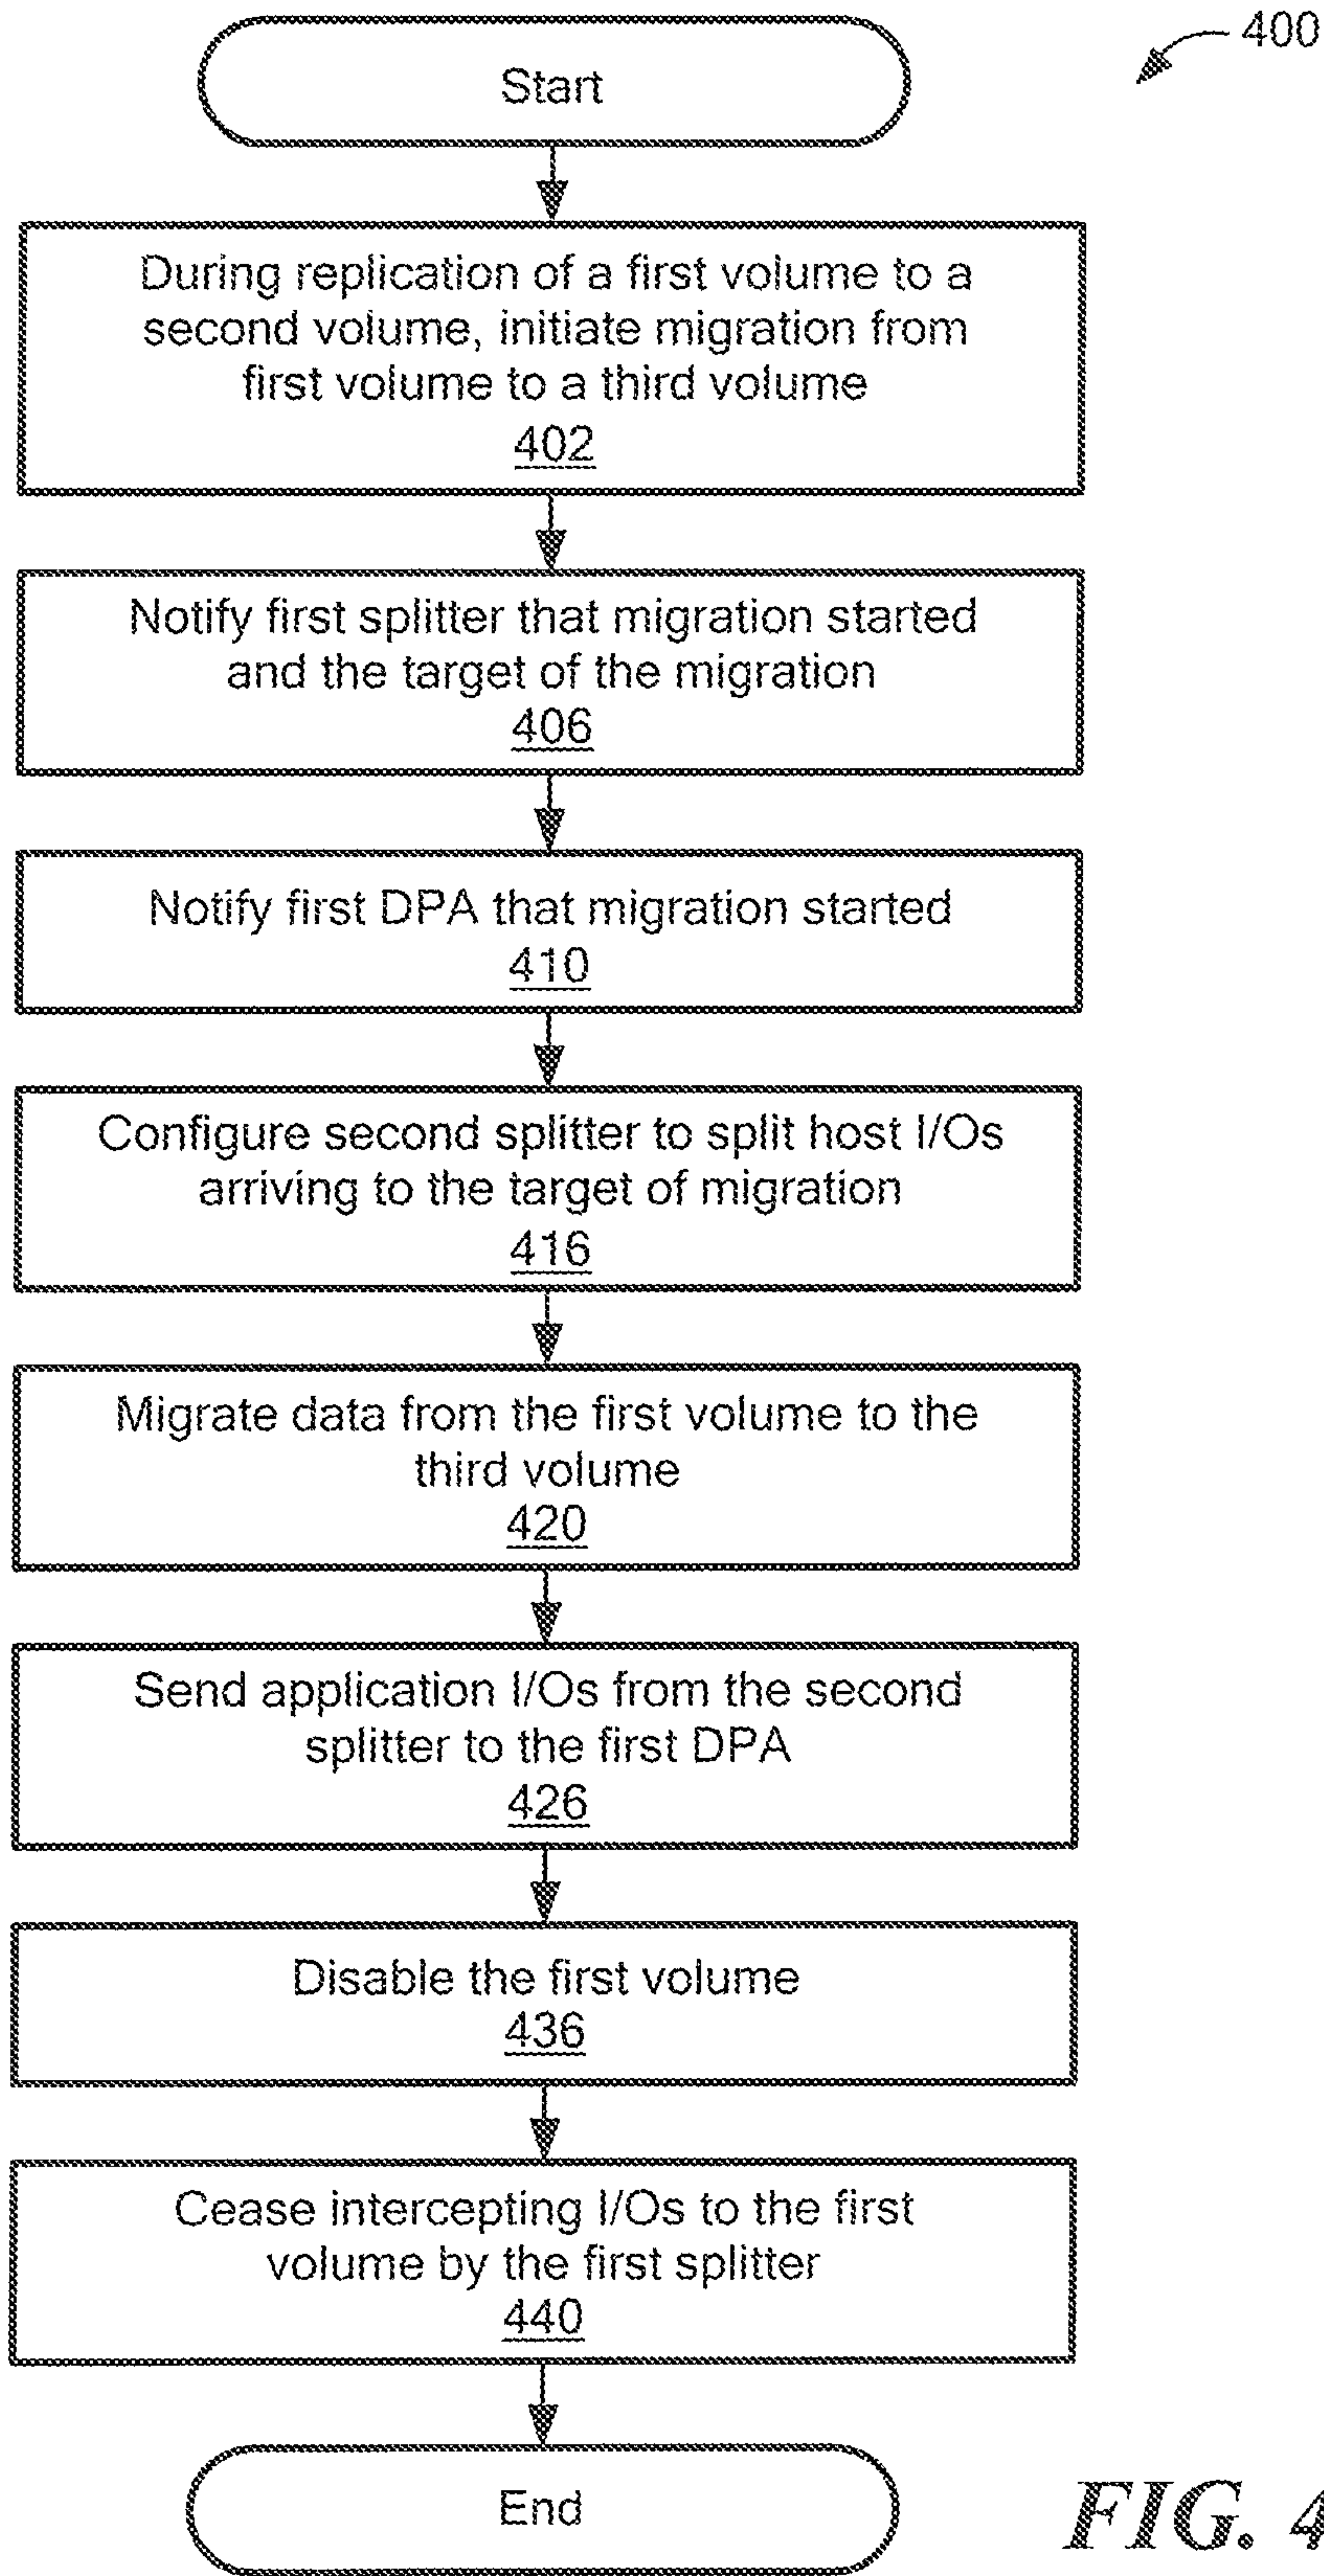 400
Start
During replication of a first volume to a
second volume, initiate migration from
first volume to a third volume
402
Notify first splitter that migration started
and the target of the migration
406
Notify first DPA that migration started
410
Configure second splitter to split host I/Os
arriving to the target of migration
416
Migrate data from the first volume to the
third volume
420
Send application I/Os from the second
splitter to the first DPA
426
Disable the first volume
436
Cease intercepting I/Os to the first
volume by the first splitter
440
End
FIG. 4